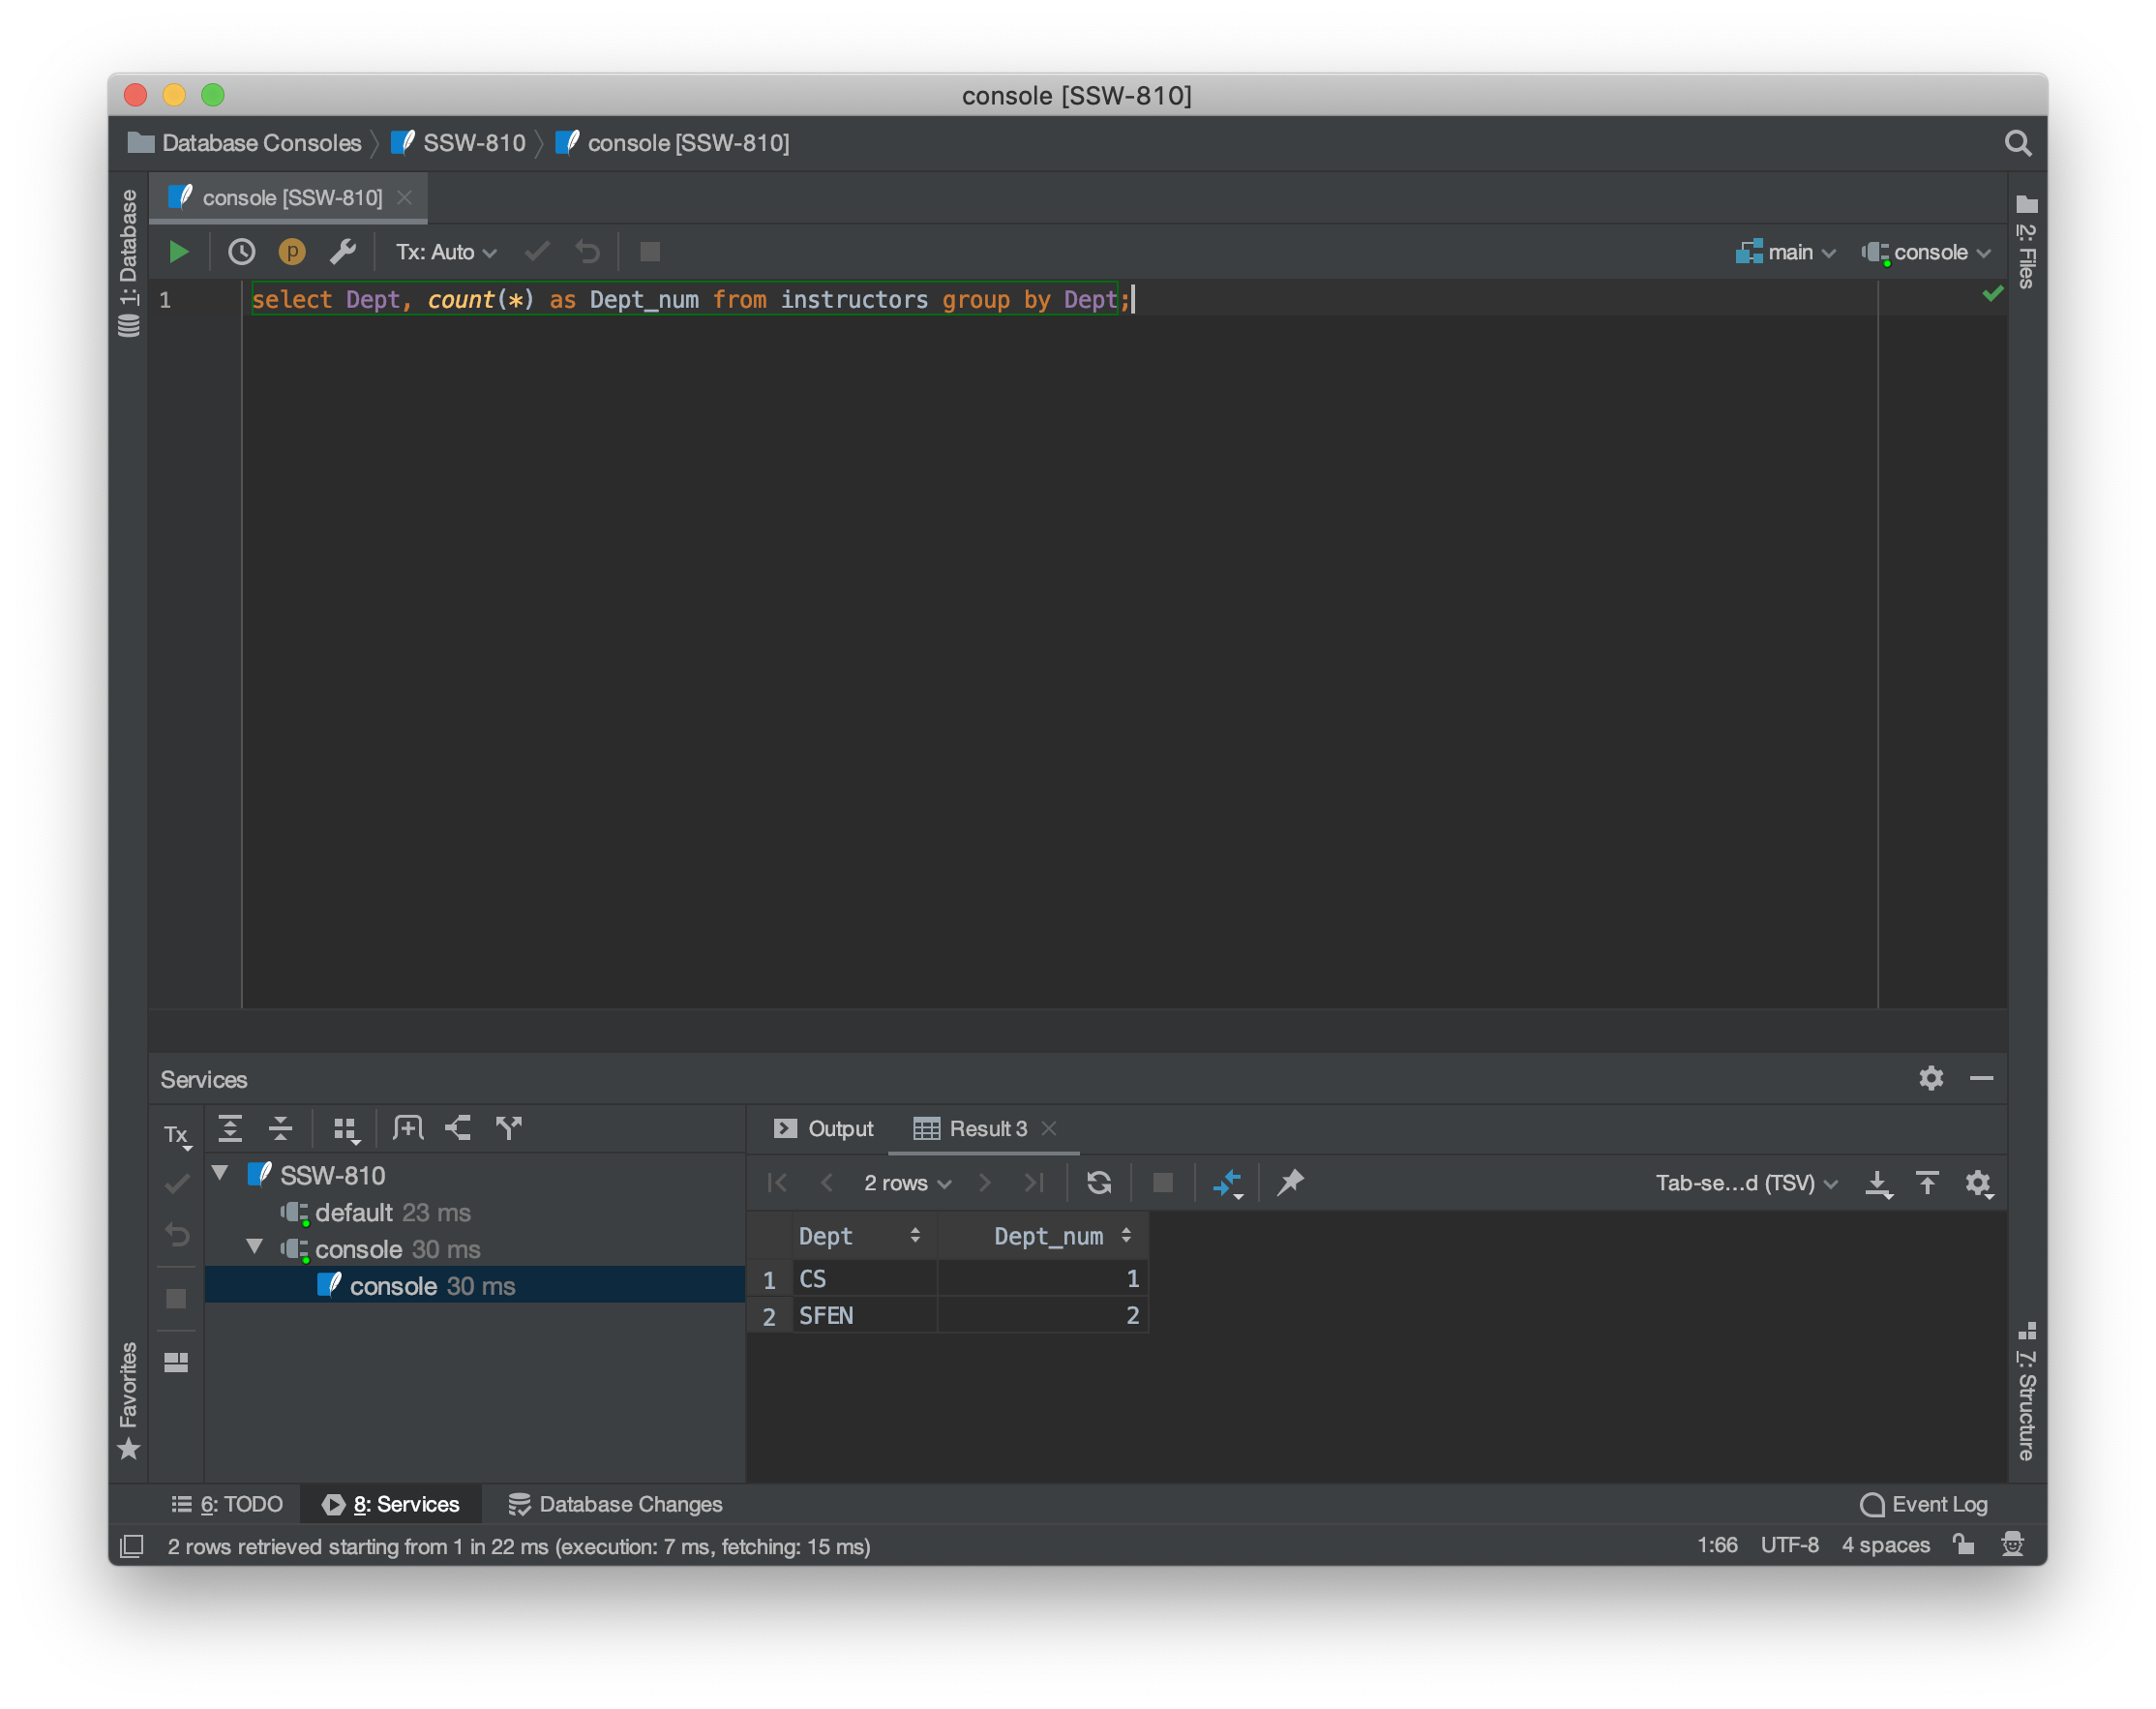 console [SSW-810]
Database Consoles SSW-810 console [SSW-810]
1: Database
console [SSW-810]
2: Files
p Tx: Auto main console
1 select Dept, count(*) as Dept_num from instructors group by Dept;
Services
Tx
Output Result 3
SSW-810
2 rows Tab-se...d (TSV)
default 23 ms
Dept Dept_num
console 30 ms
1 CS 1
console 30 ms
2 SFEN 2
Favorites
7: Structure
6: TODO 8: Services Database Changes Event Log
2 rows retrieved starting from 1 in 22 ms (execution: 7 ms, fetching: 15 ms) 1:66 UTF-8 4 spaces